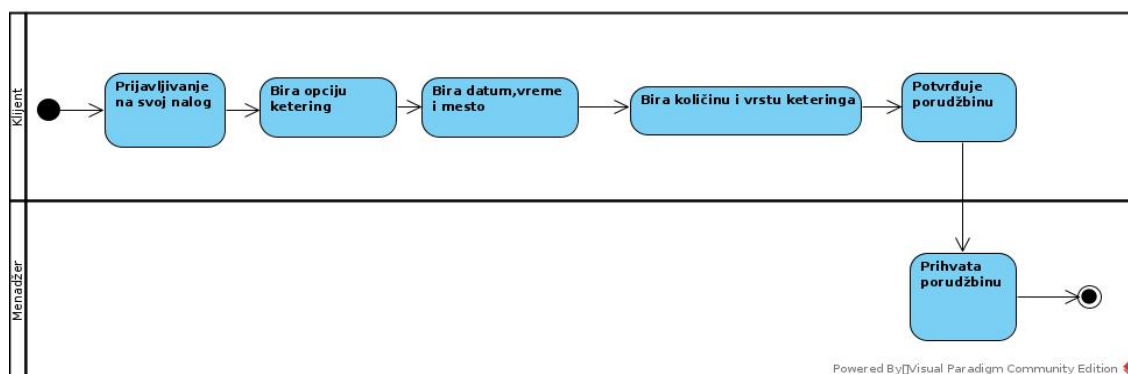 Klijent
Prijavljivanje
na svoj nalog
Bira opciju
ketering
Bira datum,vreme
i mesto
Bira količinu i vrstu keteringa
Potvrđuje
porudžbinu
Menadžer
Prihvata
porudžbinu
Powered By▯Visual Paradigm Community Edition